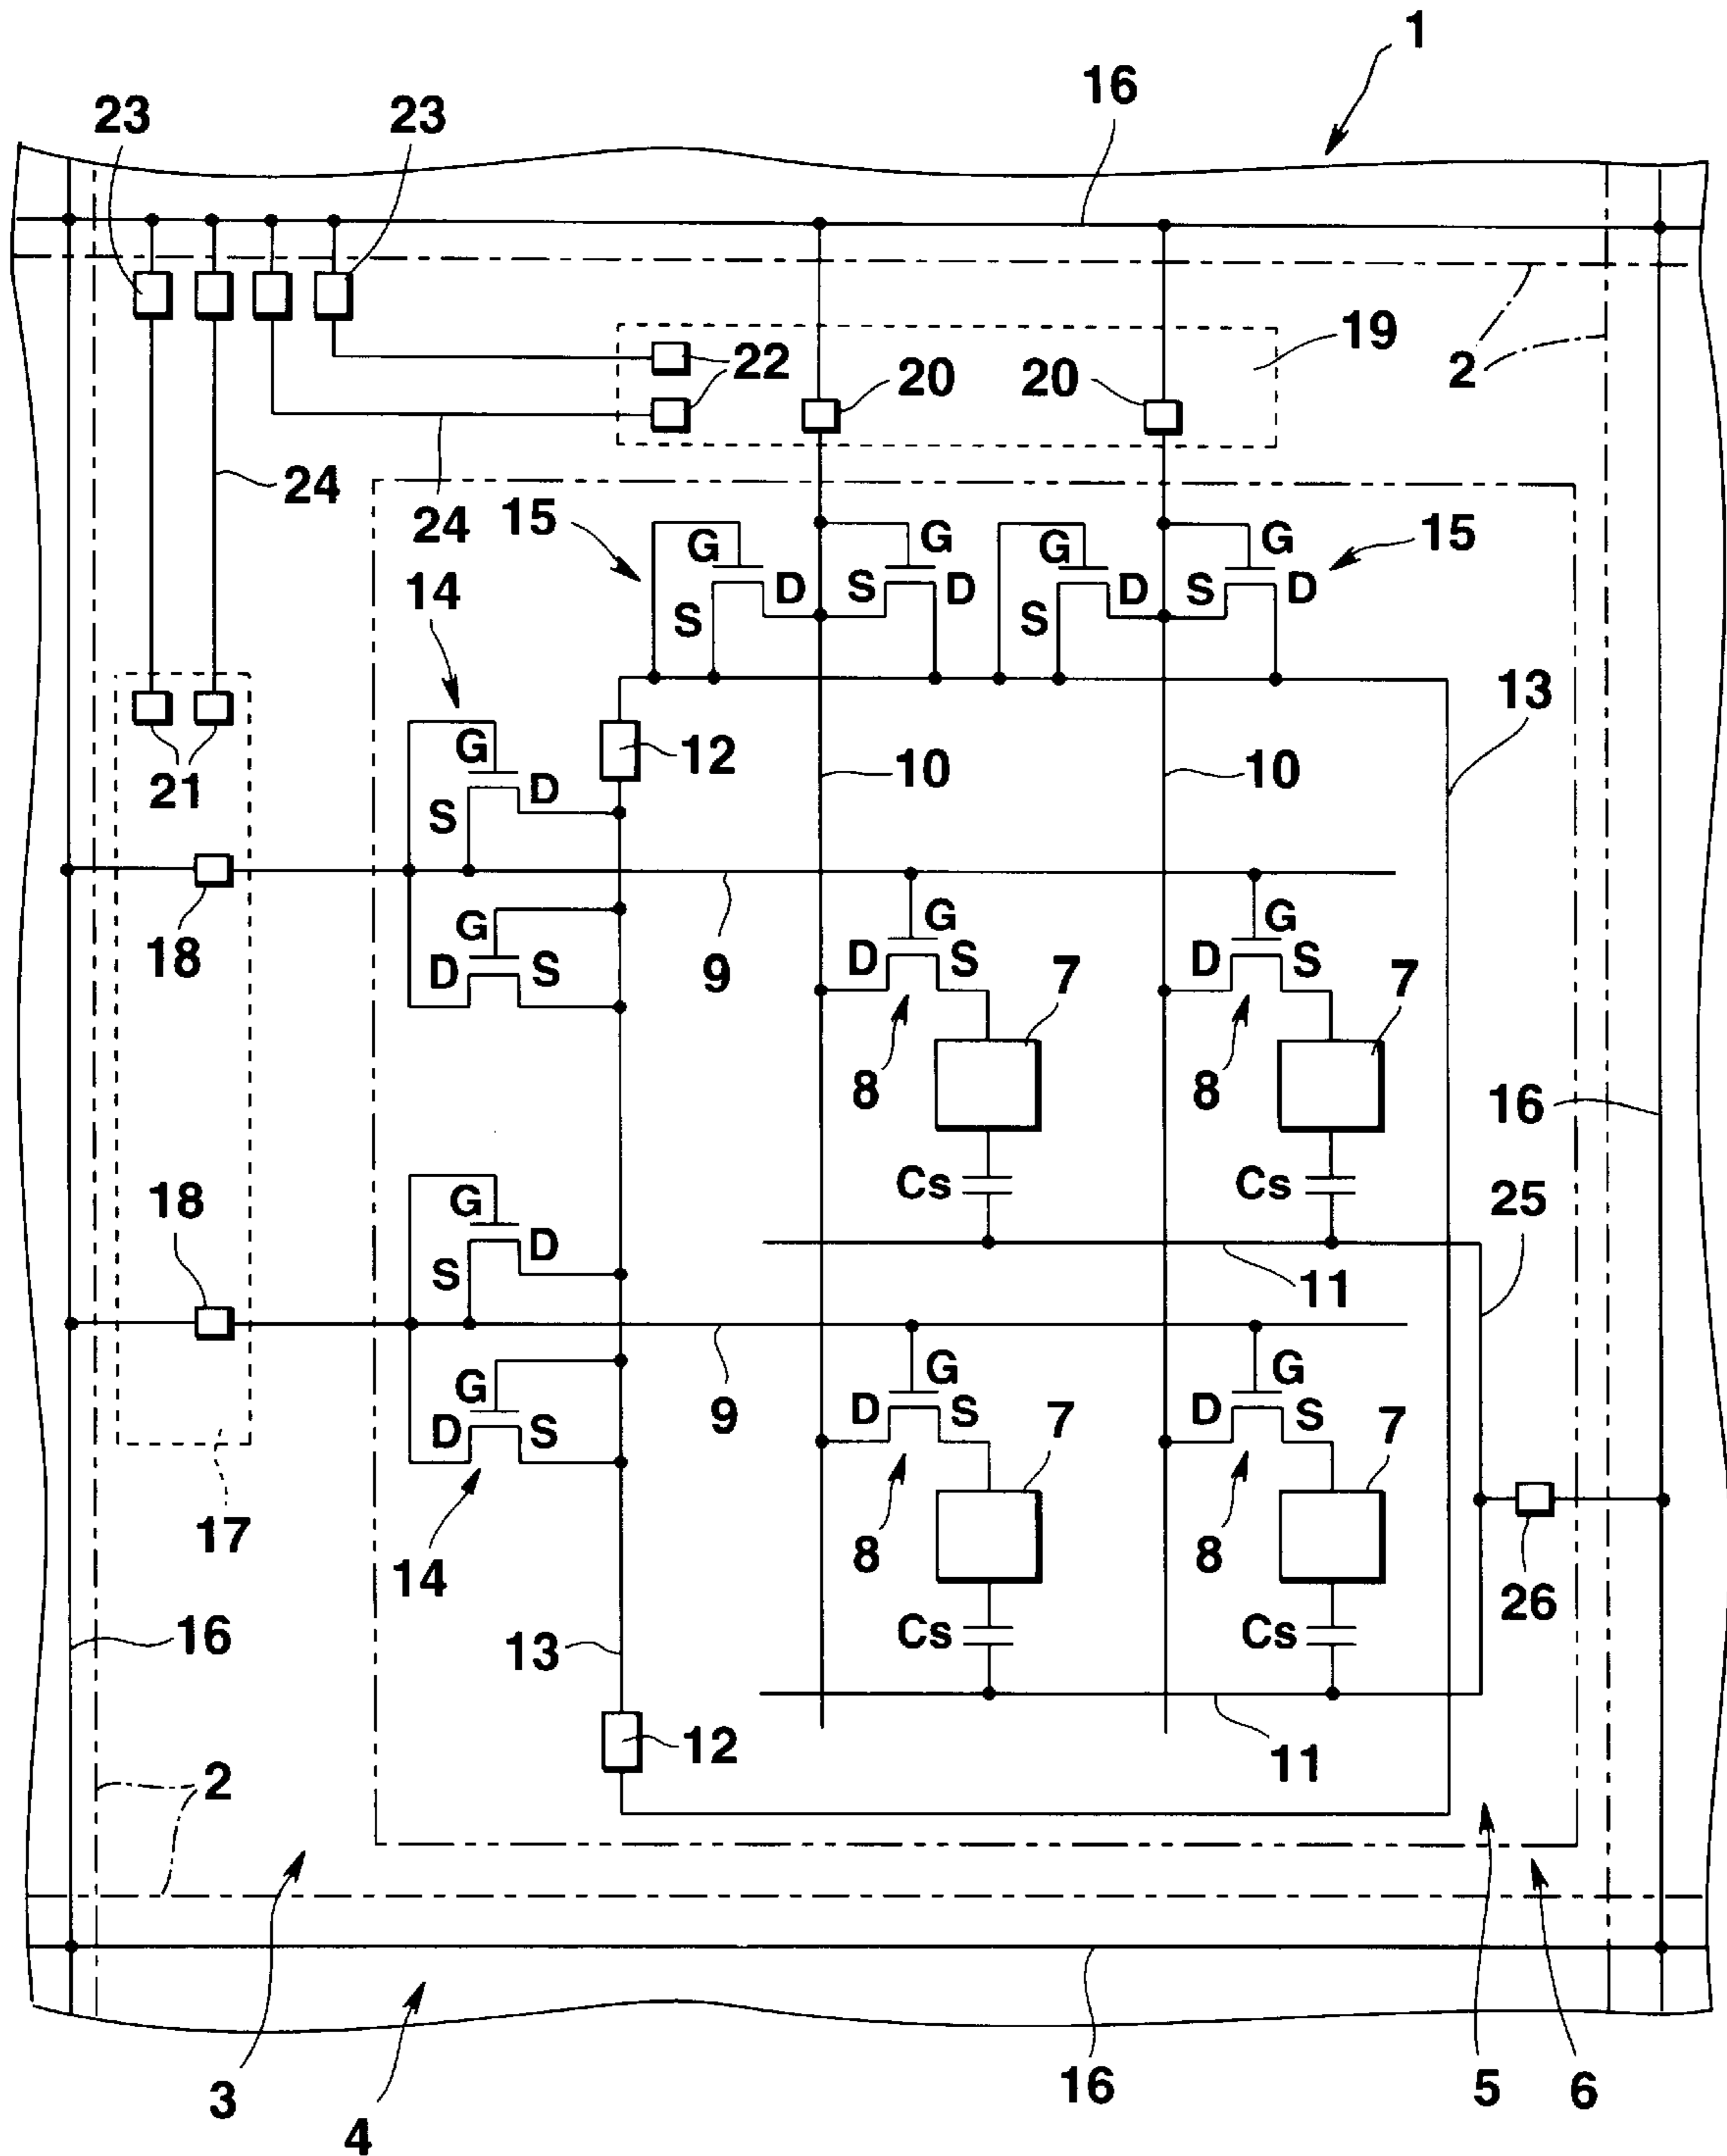 1
23 23 16
19
22 20 20 2
24
24 15 G G G G 15
14 S D S D S D S D
13
G 12 10 10
21 S D
18 G 9 G G
D S D S D S 7 7
8 8
16
18 G Cs Cs 25
S D 11
G 9 G G
D S D S D S 7 7
17 14 8 8 26
16 13 Cs Cs
12 11
2
3 4 16 5 6